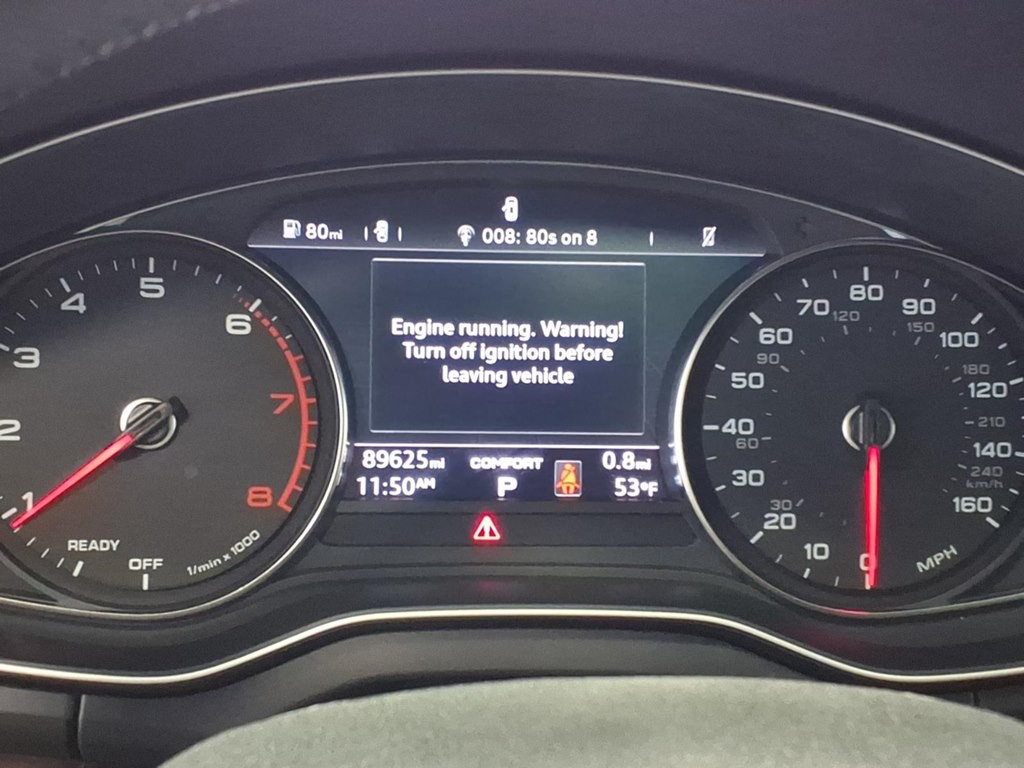 80mi
008: 80s on 8
Engine running. Warning!
Turn off ignition before
leaving vehicle
89625mi
COMFORT
0.8mi
11:50AM
P
53°F
1
2
3
4
5
6
7
8
READY
OFF
1/min x 1000
0
10
20
30
40
50
60
70
80
90
100
120
140
160
30
60
90
120
150
180
210
240
km/h
MPH